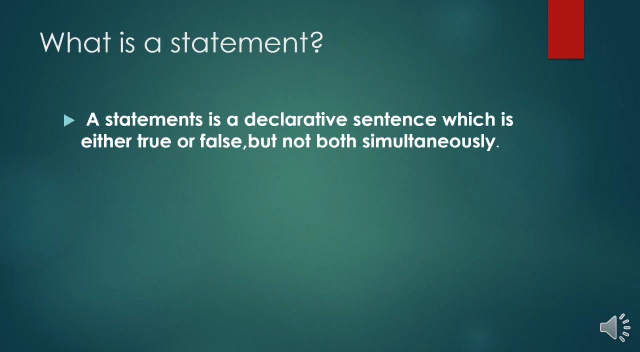 What is a statement?
A statements is a declarative sentence which is
either true or false,but not both simultaneously.